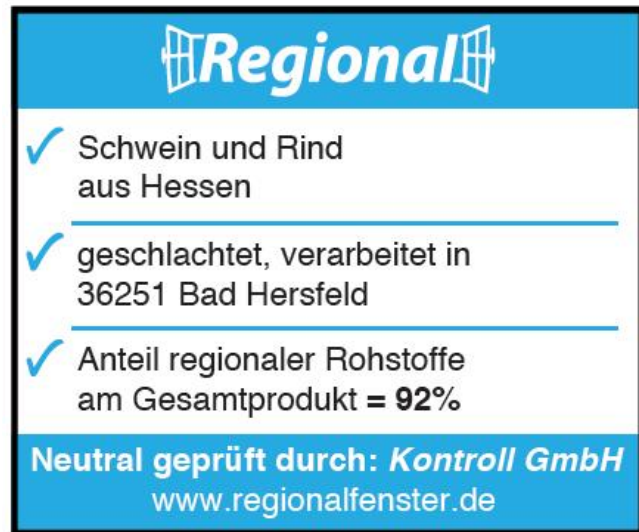 Regional
Schwein und Rind
aus Hessen
geschlachtet, verarbeitet in
36251 Bad Hersfeld
Anteil regionaler Rohstoffe
am Gesamtprodukt = 92%
Neutral geprüft durch: Kontroll GmbH
www.regionalfenster.de